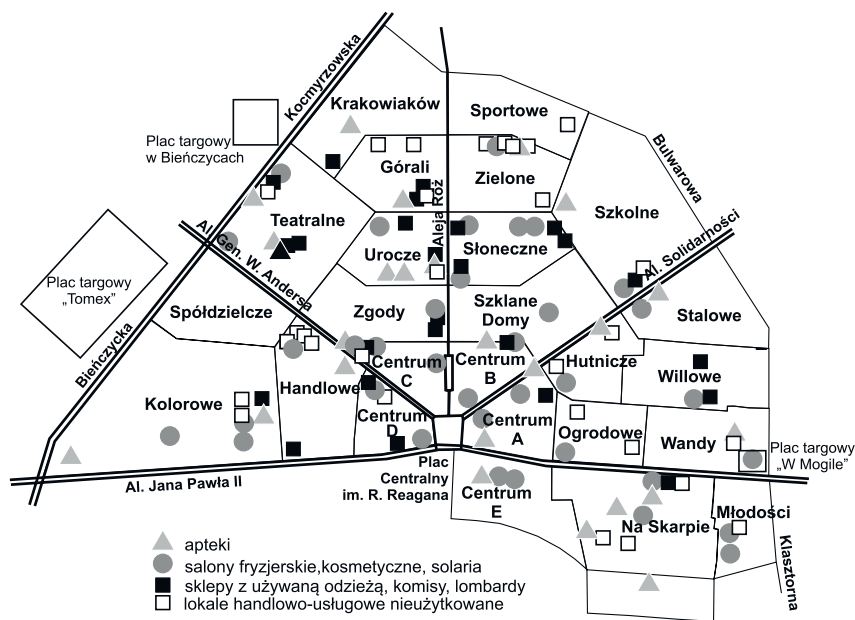 Kocmyrzowska
Krakowiaków
Sportowe
Plac targowy
w Bieńczycach
Bulwarowa
Górali
Zielone
Aleja Róż
Teatralne
Szkolne
Al. Gen. W. Andersa
Urocze
Słoneczne
Al. Solidarności
Plac targowy
„Tomex”
Spółdzielcze
Zgody
Szklane
Domy
Stalowe
Bieńczycka
Centrum
C
Centrum
B
Hutnicze
Willowe
Handlowe
Kolorowe
Centrum
D
Centrum
A
Ogrodowe
Wandy
Plac targowy
„W Mogile”
Al. Jana Pawła II
Plac
Centralny
im. R. Reagana
Centrum
E
Na Skarpie
Młodości
Klasztorna
apteki
salony fryzjerskie,kosmetyczne, solaria
sklepy z używaną odzieżą, komisy, lombardy
lokale handlowo-usługowe nieużytkowane